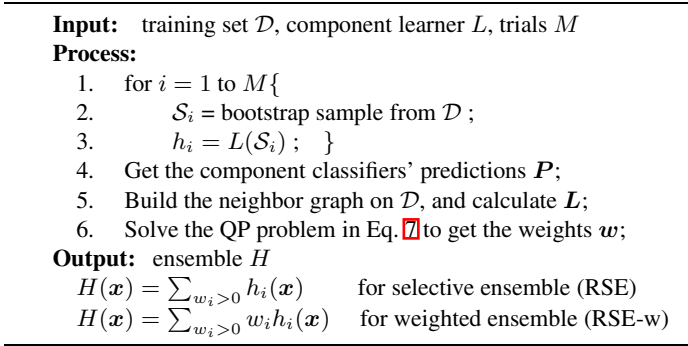 Input: training set 𝒟, component learner L, trials M
Process:
1. for i = 1 to M{
2. 𝒮ᵢ = bootstrap sample from 𝒟 ;
3. hᵢ = L(𝒮ᵢ) ; }
4. Get the component classifiers' predictions P;
5. Build the neighbor graph on 𝒟, and calculate L;
6. Solve the QP problem in Eq. 7 to get the weights w;
Output: ensemble H
H(x) = ∑_{wᵢ>0} hᵢ(x) for selective ensemble (RSE)
H(x) = ∑_{wᵢ>0} wᵢhᵢ(x) for weighted ensemble (RSE-w)